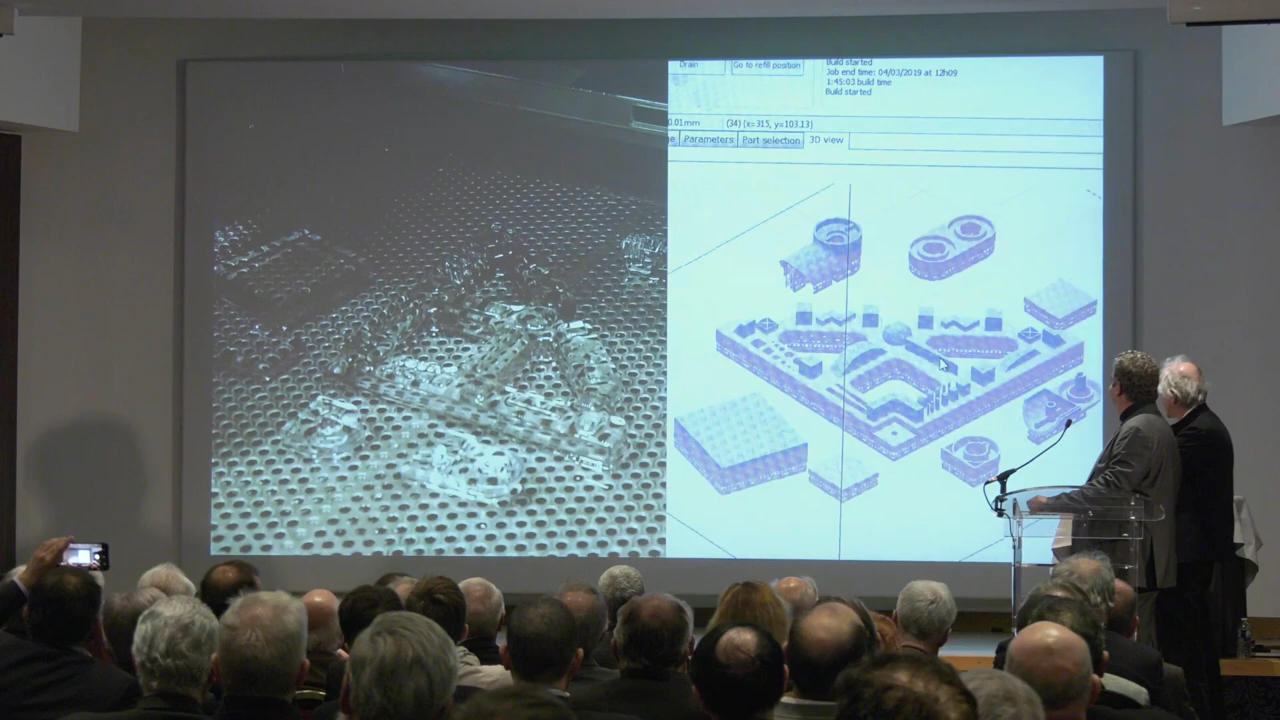 Drain
Go to refill position
Build started
Job end time: 04/03/2019 at 12h09
1:45:03 build time
Build started
0.01mm
(34) (x=315, y=103.13)
Parameters
Part selection
3D view